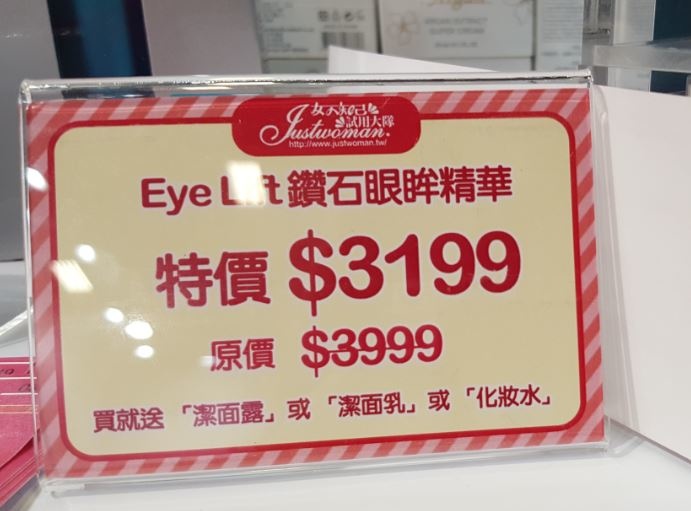 女人知己
試用大隊
Justwoman.
http://www.justwoman.tw/
Eye Lift 鑽石眼眸精華
特價 $3199
原價 $3999
買就送 「潔面露」或 「潔面乳」或 「化妝水」